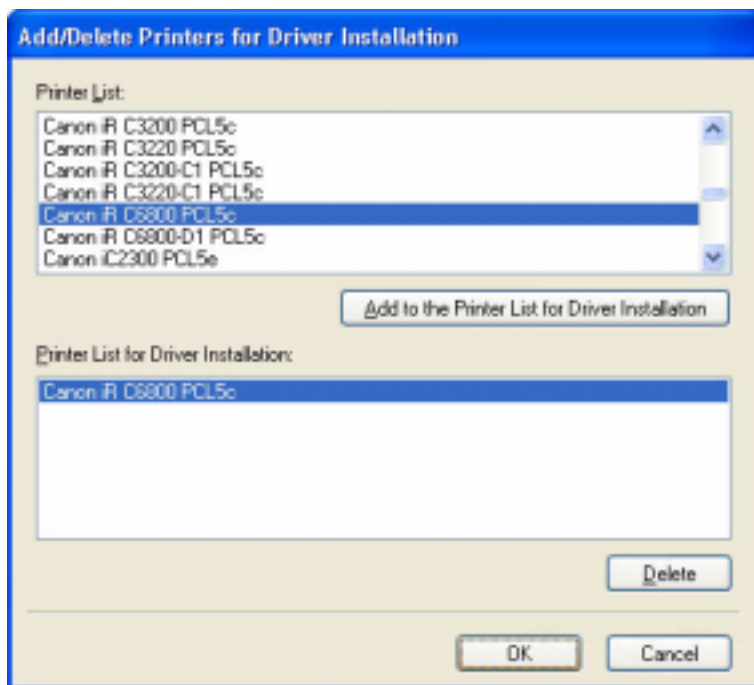 Add/Delete Printers for Driver Installation
Printer List:
Canon iR C3200 PCL5c
Canon iR C3220 PCL5c
Canon iR C3200-C1 PCL5c
Canon iR C3220-C1 PCL5c
Canon iR C6800 PCL5c
Canon iR C6800-D1 PCL5c
Canon iC2300 PCL5e
Add to the Printer List for Driver Installation
Printer List for Driver Installation:
Canon iR C6800 PCL5c
Delete
OK
Cancel